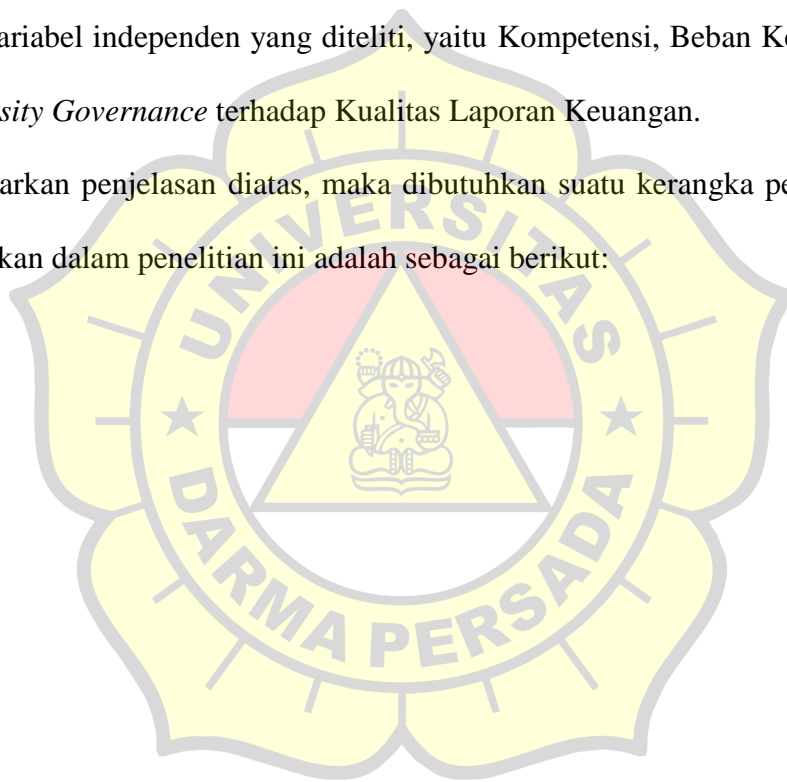 ariabel independen yang diteliti, yaitu Kompetensi, Beban Ke
sity Governance terhadap Kualitas Laporan Keuangan.
arkan penjelasan diatas, maka dibutuhkan suatu kerangka pe
kan dalam penelitian ini adalah sebagai berikut:
UNIVERSITAS
DARMA PERSADA